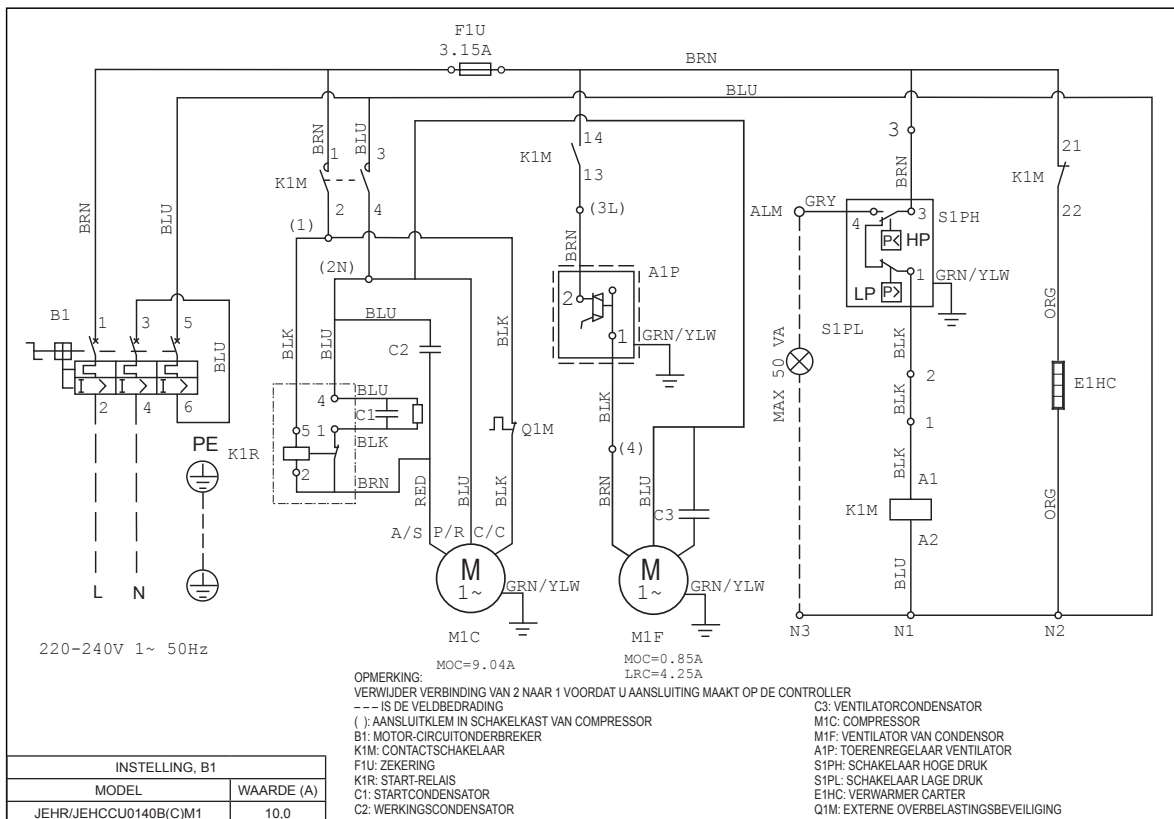 F1U
3.15A
BRN
BLU
BRN
BLU
1
3
K1M
2
4
(1)
(2N)
14
K1M
13
(3L)
BRN
A1P
2
1
GRN/YLW
3
BRN
ALM
GRY
4
3
S1PH
P<
HP
1
GRN/YLW
LP
P>
S1PL
21
K1M
22
BRN
BLU
B1
1
3
5
BLU
I>
I>
I>
2
4
6
PE
L
N
220-240V 1~ 50Hz
BLK
BLU
BLU
C2
BLK
4
BLU
C1
5
1
BLK
K1R
2
BRN
Q1M
RED
BLU
BLK
A/S
P/R
C/C
M
1~
GRN/YLW
M1C
MOC=9.04A
BLK
(4)
BRN
BLU
C3
M
1~
GRN/YLW
M1F
MOC=0.85A
LRC=4.25A
MAX 50 VA
BLK
2
BLK
1
BLK
A1
K1M
A2
BLU
ORG
E1HC
ORG
N3
N1
N2
OPMERKING:
VERWIJDER VERBINDING VAN 2 NAAR 1 VOORDAT U AANSLUITING MAAKT OP DE CONTROLLER
--- IS DE VELDBEDRADING
( ): AANSLUITKLEM IN SCHAKELKAST VAN COMPRESSOR
B1: MOTOR-CIRCUITONDERBREKER
K1M: CONTACTSCHAKELAAR
F1U: ZEKERING
K1R: START-RELAIS
C1: STARTCONDENSATOR
C2: WERKINGSCONDENSATOR
C3: VENTILATORCONDENSATOR
M1C: COMPRESSOR
M1F: VENTILATOR VAN CONDENSOR
A1P: TOERENREGELAAR VENTILATOR
S1PH: SCHAKELAAR HOGE DRUK
S1PL: SCHAKELAAR LAGE DRUK
E1HC: VERWARMER CARTER
Q1M: EXTERNE OVERBELASTINGSBEVEILIGING
INSTELLING, B1
MODEL WAARDE (A)
JEHR/JEHCCU0140B(C)M1 10,0